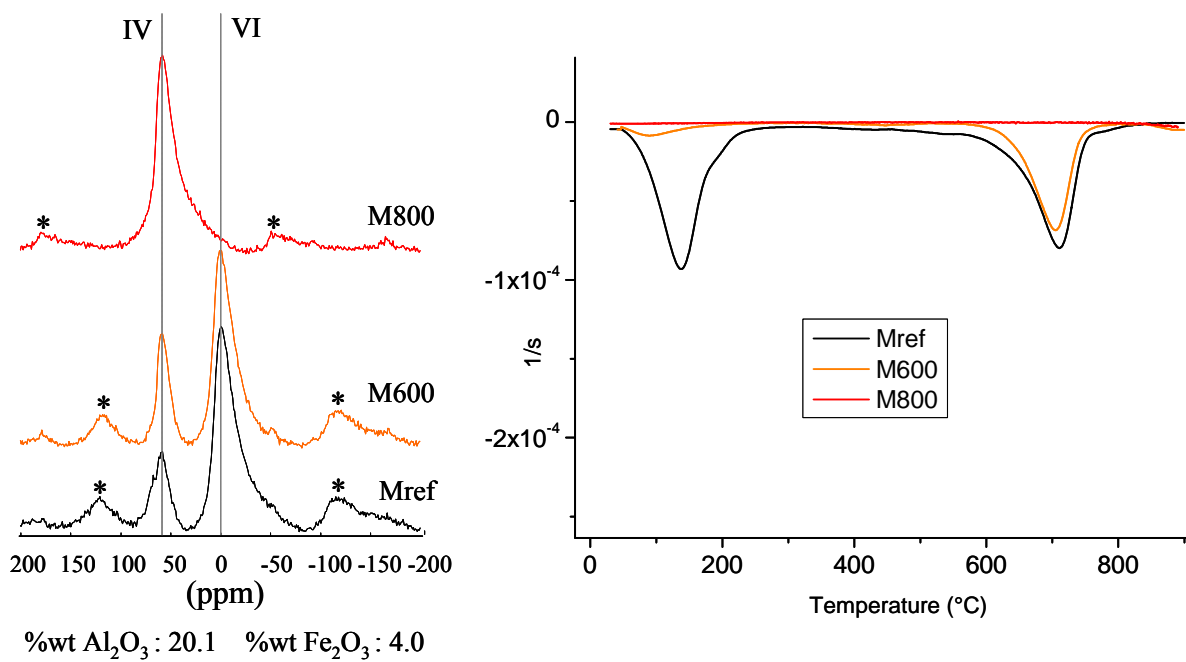 IV VI
M800
*
*
M600
*
*
Mref
*
*
200 150 100 50 0 -50 -100 -150 -200
(ppm)
%wt Al₂O₃ : 20.1 %wt Fe₂O₃ : 4.0
0
-1x10⁻⁴
-2x10⁻⁴
1/s
Mref
M600
M800
0 200 400 600 800
Temperature (°C)